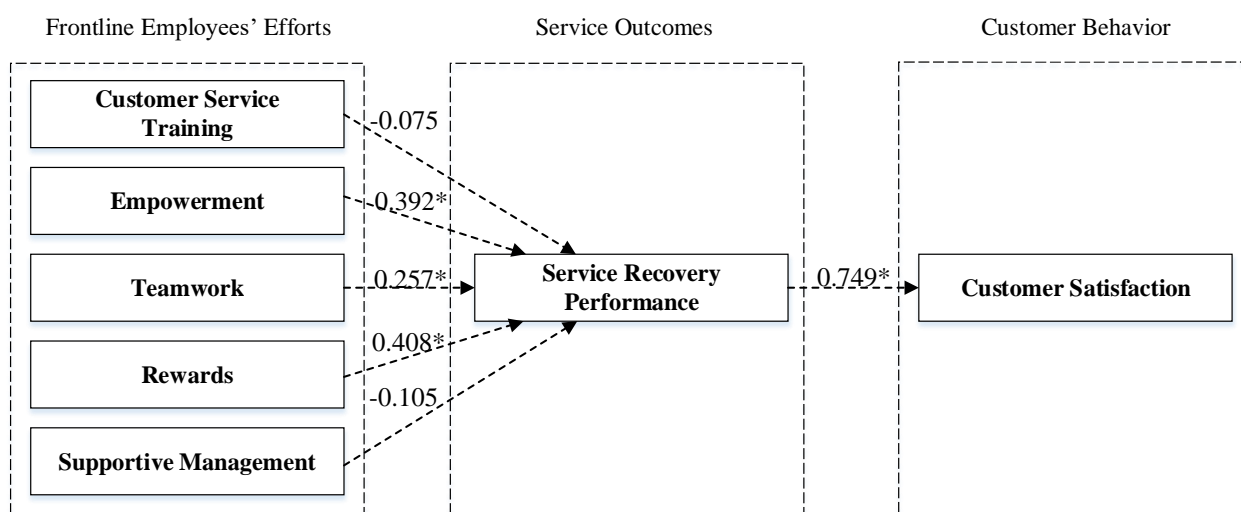 Frontline Employees’ Efforts
Service Outcomes
Customer Behavior
Customer Service
Training
-0.075
Empowerment
0.392*
Teamwork
0.257*
Service Recovery
Performance
0.749*
Customer Satisfaction
Rewards
0.408*
-0.105
Supportive Management